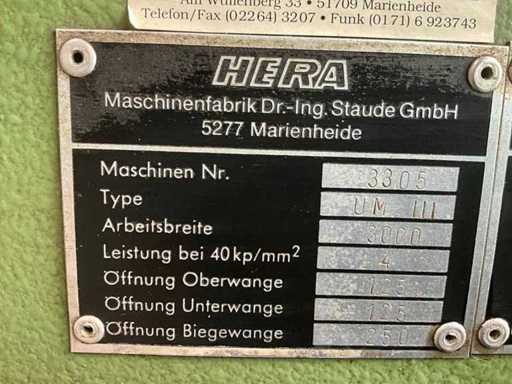 Am Wüllenberg 33 • 51709 Marienheide
Telefon/Fax (02264) 3207 • Funk (0171) 6 923743
HERA
Maschinenfabrik Dr.-Ing. Staude GmbH
5277 Marienheide
Maschinen Nr. 3305
Type UM III
Arbeitsbreite 3000
Leistung bei 40kp/mm² 4
Öffnung Oberwange 125
Öffnung Unterwange 125
Öffnung Biegewange 250